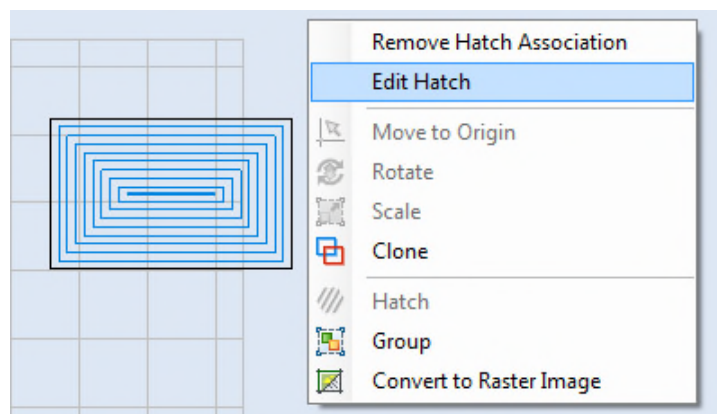 Remove Hatch Association
Edit Hatch
Move to Origin
Rotate
Scale
Clone
Hatch
Group
Convert to Raster Image